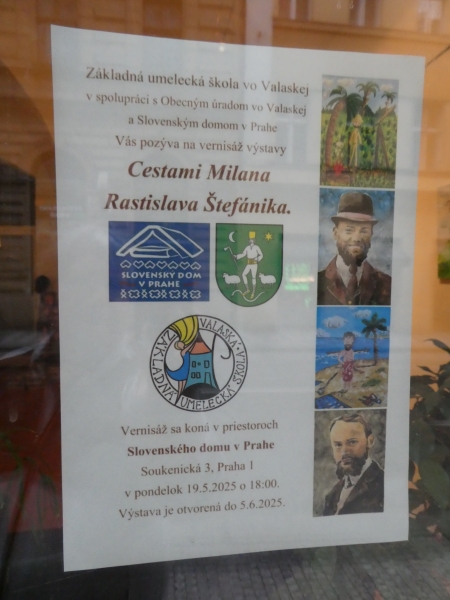 Základná umelecká škola vo Valaskej
v spolupráci s Obecným úradom vo Valaskej
a Slovenským domom v Prahe
Vás pozýva na vernisáž výstavy
Cestami Milana
Rastislava Štefánika.
SLOVENSKÝ DOM
V PRAHE
VALASKÁ
ZÁKLADNÁ UMELECKÁ ŠKOLA
Vernisáž sa koná v priestoroch
Slovenského domu v Prahe
Soukenická 3, Praha 1
v pondelok 19.5.2025 o 18:00.
Výstava je otvorená do 5.6.2025.